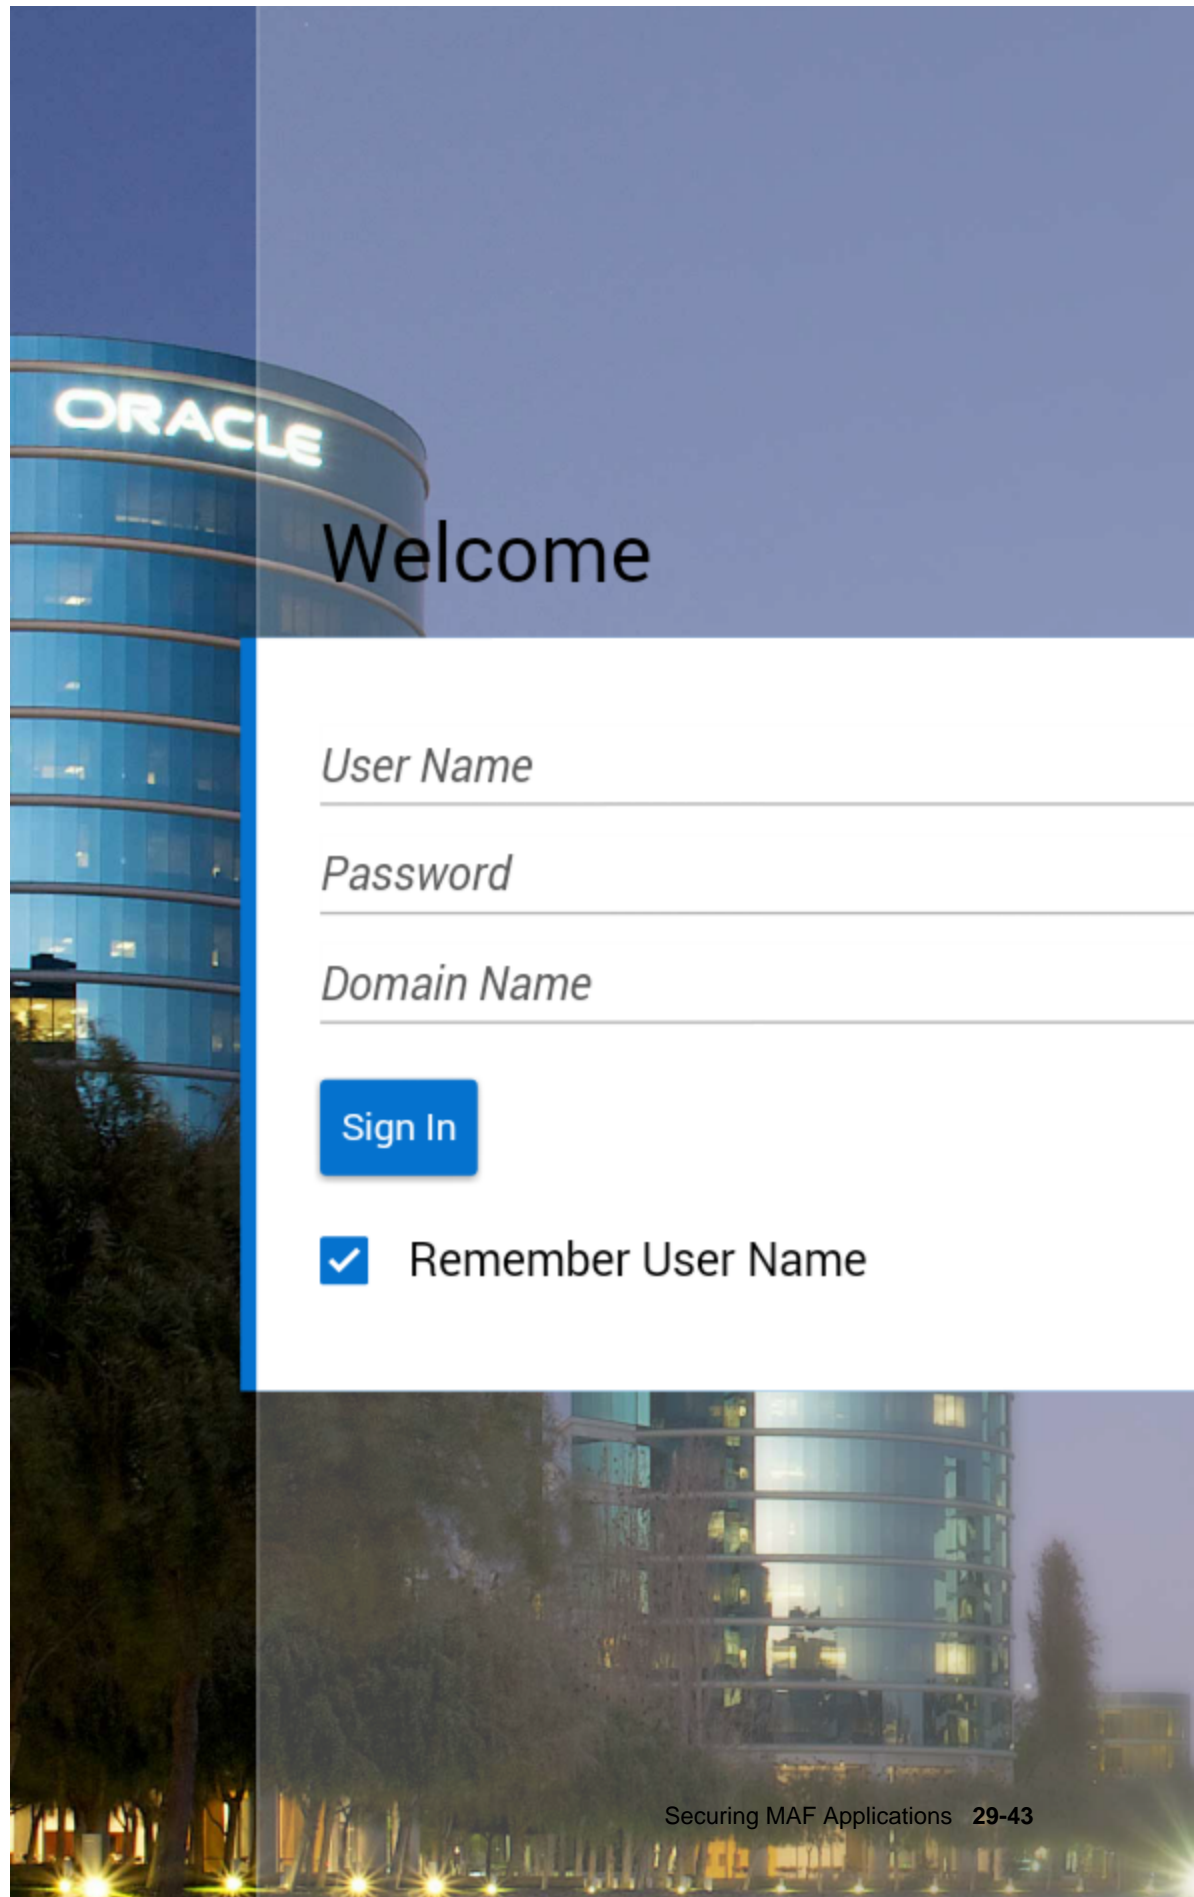 ORACLE
Welcome
User Name
Password
Domain Name
Sign In
Remember User Name
Securing MAF Applications 29-43